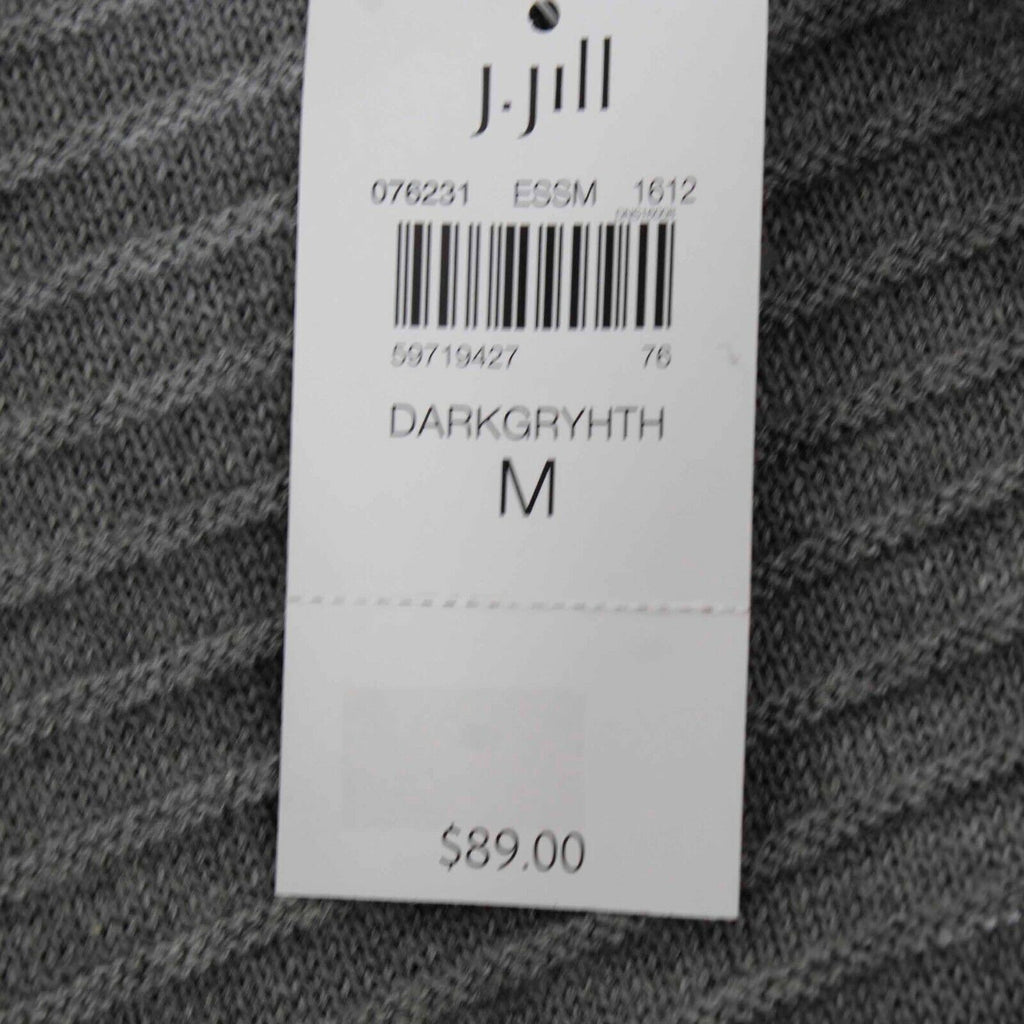 J.Jill
076231 ESSM 1612
59719427 76
DARKGRYHTH
M
$89.00